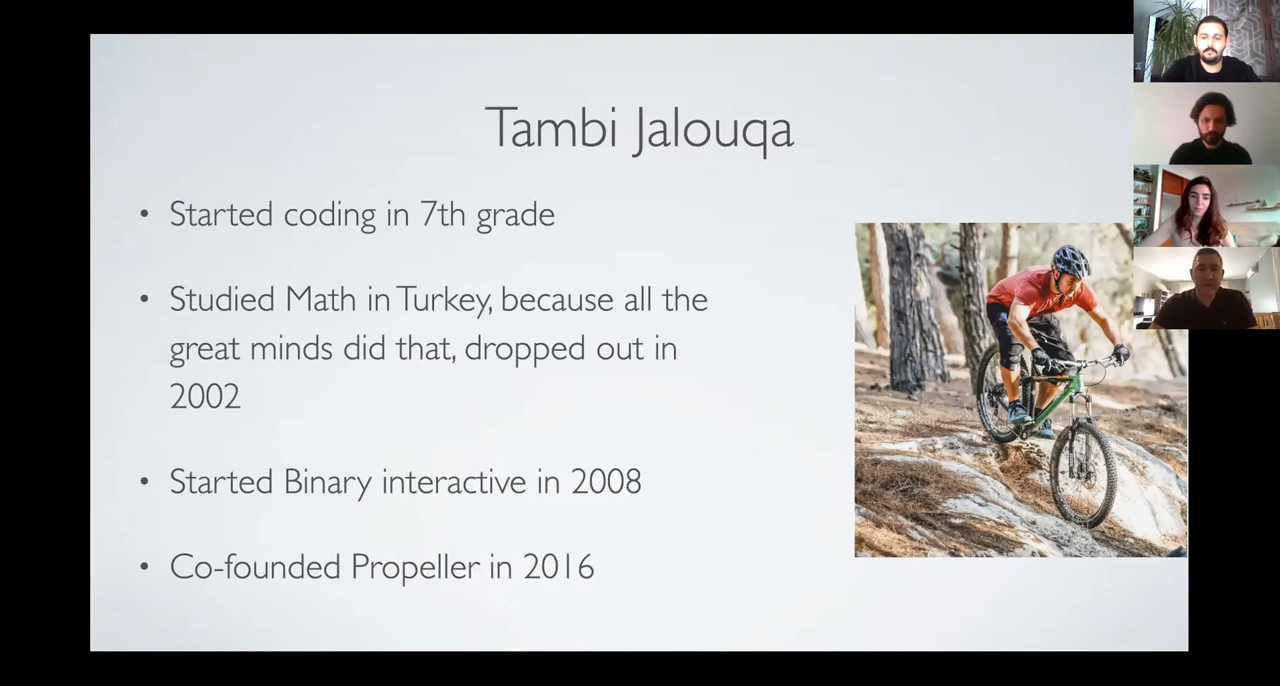 Tambi Jalouqa
• Started coding in 7th grade
• Studied Math in Turkey, because all the
great minds did that, dropped out in
2002
• Started Binary interactive in 2008
• Co-founded Propeller in 2016